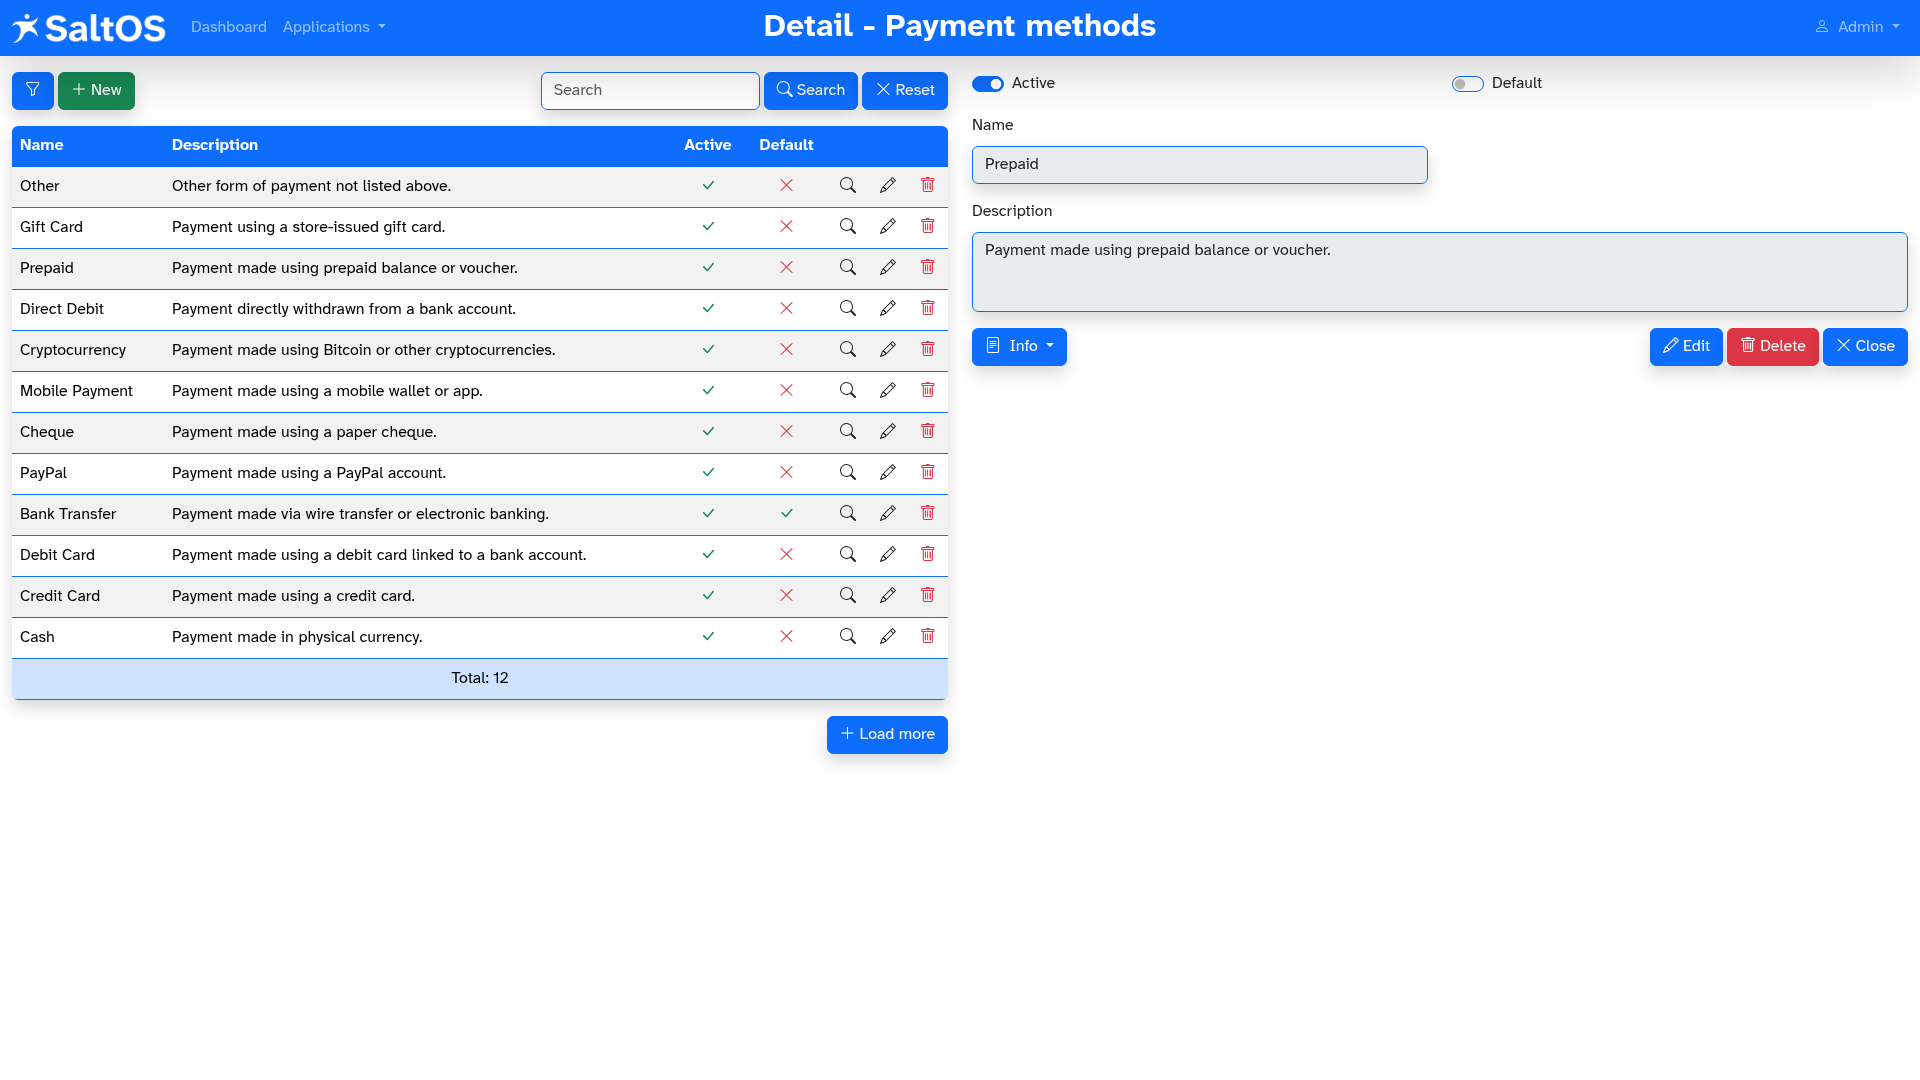 SaltOS Dashboard Applications Detail - Payment methods Admin
New Search Search Reset
Name Description Active Default
Other Other form of payment not listed above.
Gift Card Payment using a store-issued gift card.
Prepaid Payment made using prepaid balance or voucher.
Direct Debit Payment directly withdrawn from a bank account.
Cryptocurrency Payment made using Bitcoin or other cryptocurrencies.
Mobile Payment Payment made using a mobile wallet or app.
Cheque Payment made using a paper cheque.
PayPal Payment made using a PayPal account.
Bank Transfer Payment made via wire transfer or electronic banking.
Debit Card Payment made using a debit card linked to a bank account.
Credit Card Payment made using a credit card.
Cash Payment made in physical currency.
Total: 12
Load more
Active Default
Name
Prepaid
Description
Payment made using prepaid balance or voucher.
Info Edit Delete Close